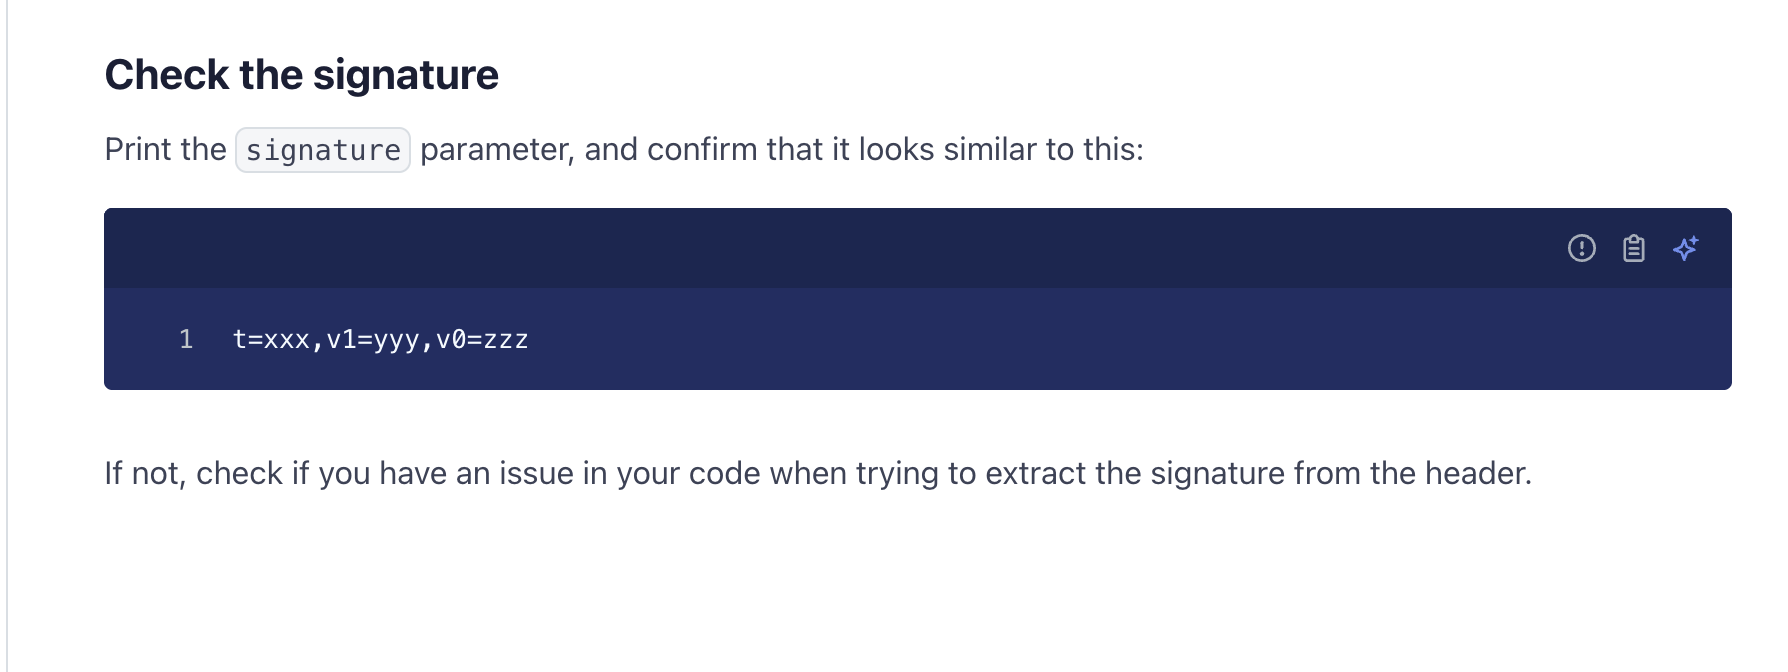 Check the signature
Print the signature parameter, and confirm that it looks similar to this:
1 t=xxx,v1=yyy,v0=zzz
If not, check if you have an issue in your code when trying to extract the signature from the header.